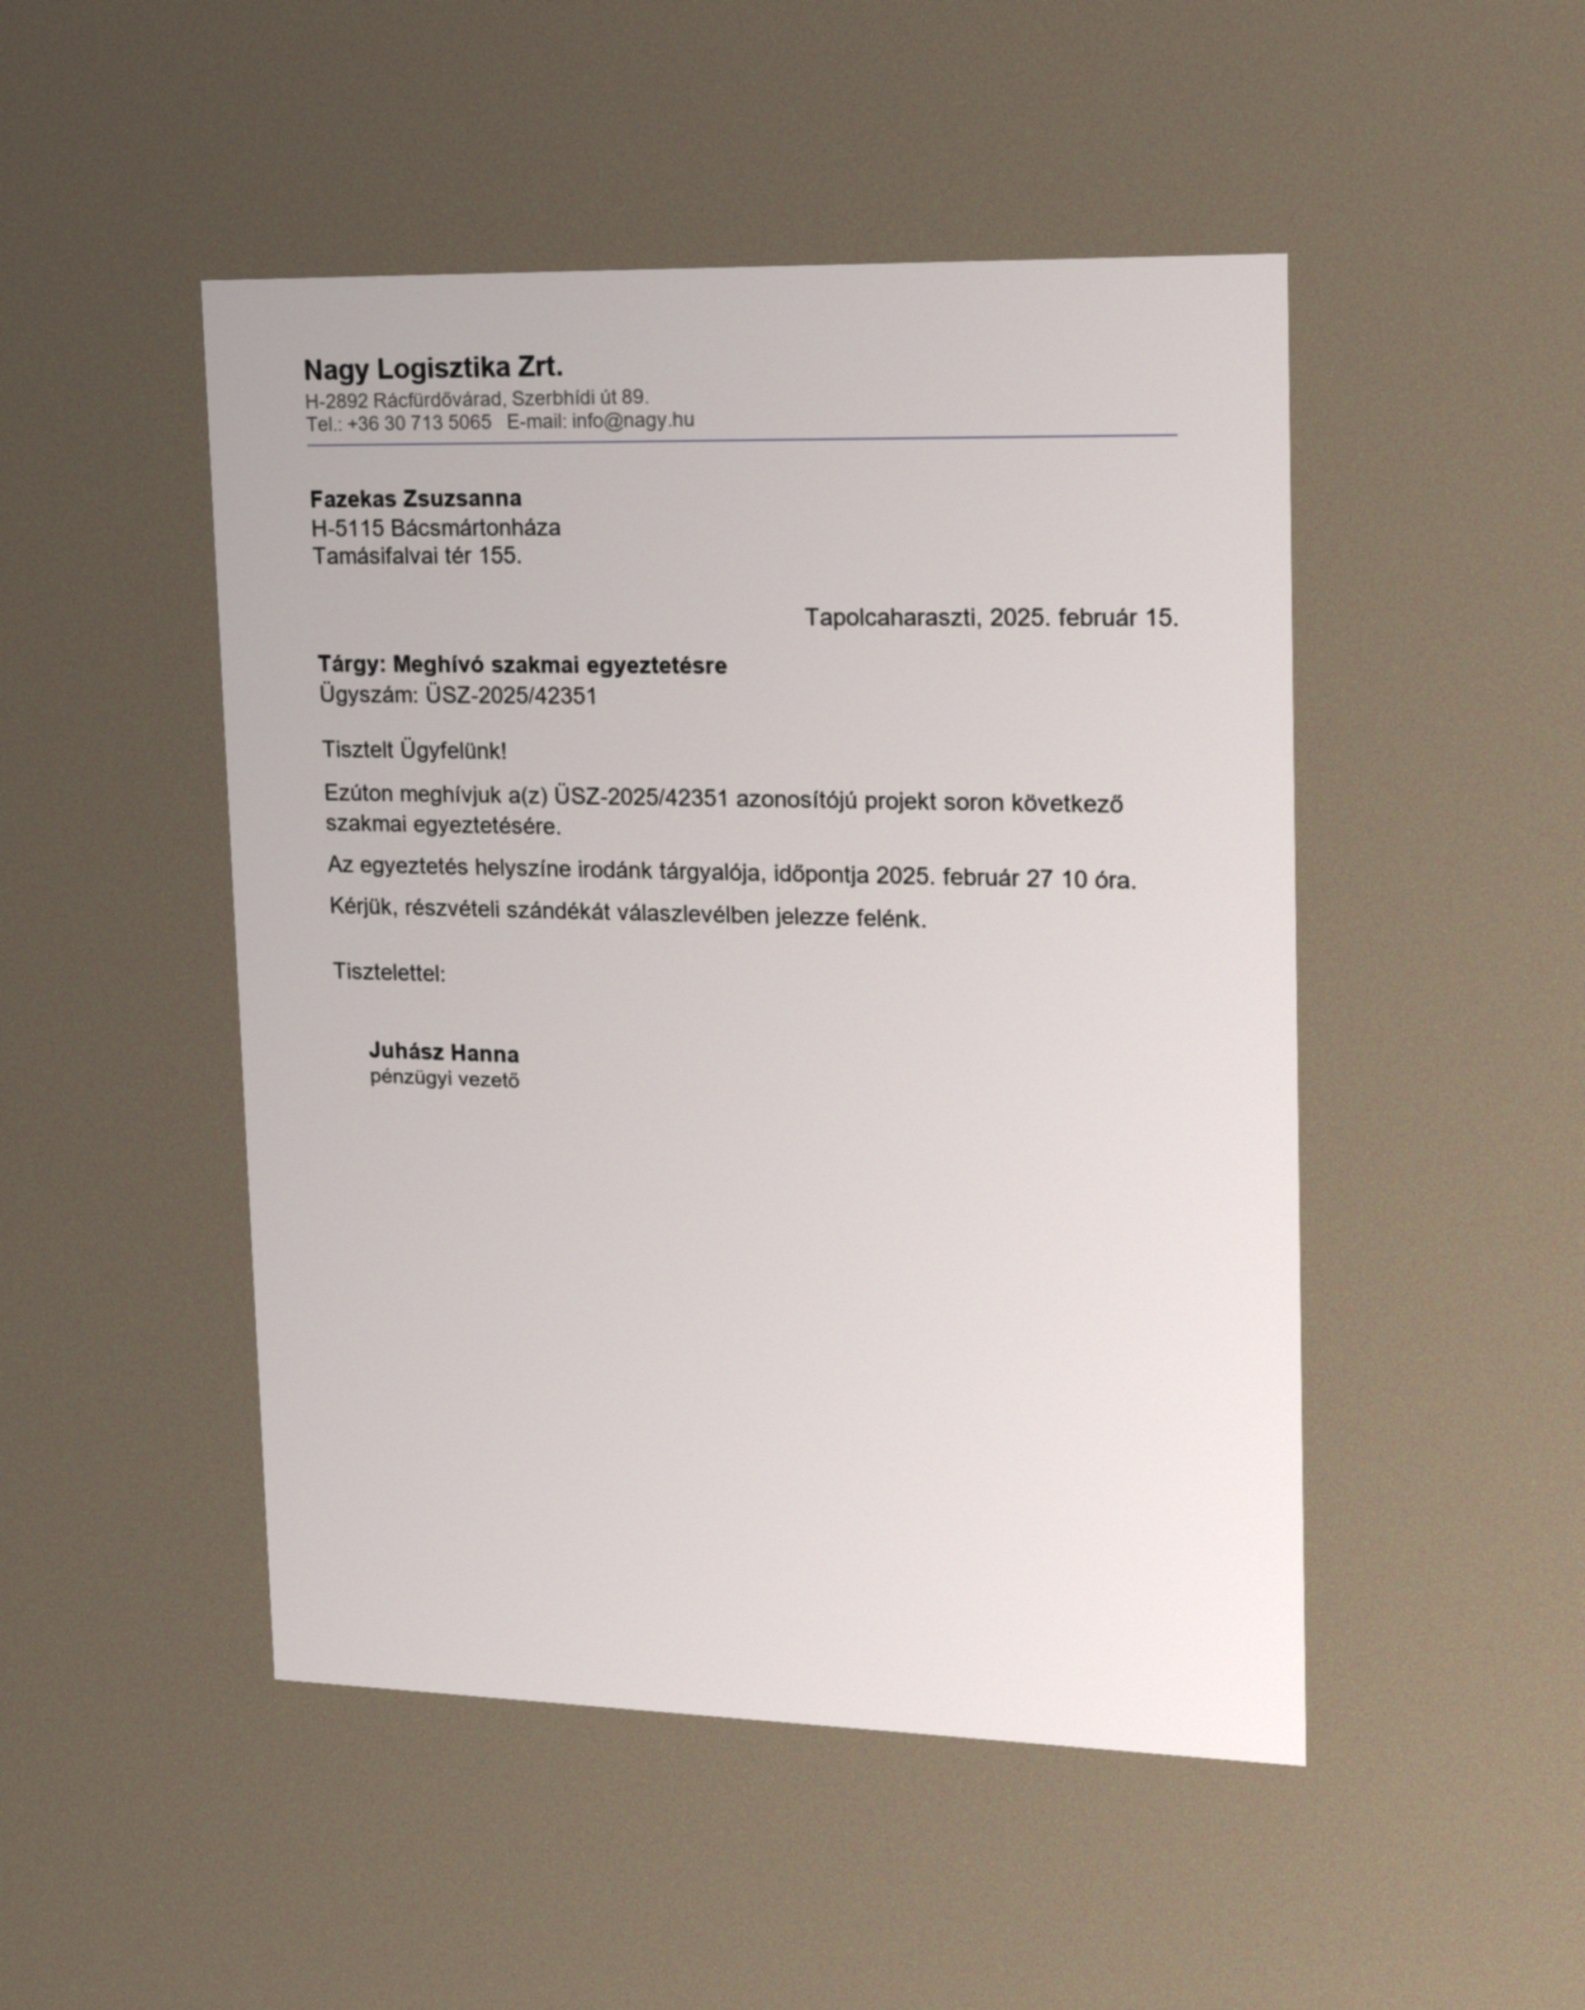 Nagy Logisztika Zrt.
H-2892 Rácfürdővárad, Szerbhídi út 89.
Tel.: +36 30 713 5065   E-mail: info@nagy.hu
Fazekas Zsuzsanna
H-5115 Bácsmártonháza
Tamásifalvai tér 155.
Tapolcaharaszti, 2025. február 15.
Tárgy: Meghívó szakmai egyeztetésre
Ügyszám: ÜSZ-2025/42351
Tisztelt Ügyfelünk!
Ezúton meghívjuk a(z) ÜSZ-2025/42351 azonosítójú projekt soron következő
szakmai egyeztetésére.
Az egyeztetés helyszíne irodánk tárgyalója, időpontja 2025. február 27 10 óra.
Kérjük, részvételi szándékát válaszlevélben jelezze felénk.
Tisztelettel:
Juhász Hanna
pénzügyi vezető